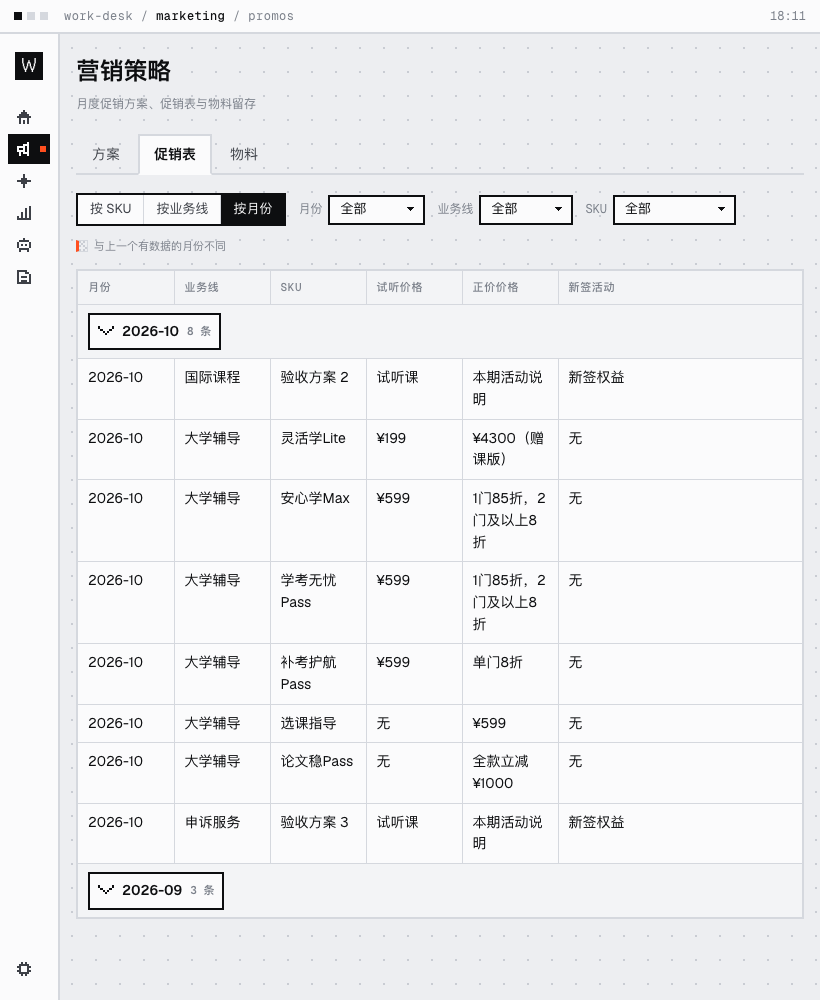 work-desk / marketing / promos
18:11
W
营销策略
月度促销方案、促销表与物料留存
方案 促销表 物料
按 SKU 按业务线 按月份 月份 全部 业务线 全部 SKU 全部
与上一个有数据的月份不同
月份 业务线 SKU 试听价格 正价价格 新签活动
2026-10 8 条
2026-10 国际课程 验收方案 2 试听课 本期活动说
明 新签权益
2026-10 大学辅导 灵活学Lite ¥199 ¥4300（赠
课版） 无
2026-10 大学辅导 安心学Max ¥599 1门85折，2
门及以上8
折 无
2026-10 大学辅导 学考无忧
Pass ¥599 1门85折，2
门及以上8
折 无
2026-10 大学辅导 补考护航
Pass ¥599 单门8折 无
2026-10 大学辅导 选课指导 无 ¥599 无
2026-10 大学辅导 论文稳Pass 无 全款立减
¥1000 无
2026-10 申诉服务 验收方案 3 试听课 本期活动说
明 新签权益
2026-09 3 条